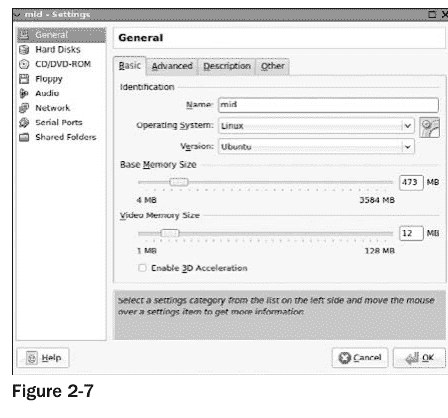 mid - Settings
General
Hard Disks
CD/DVD-ROM
Floppy
Audio
Network
Serial Ports
Shared Folders
General
Basic Advanced Description Other
Identification
Name: mid
Operating System: Linux
Version: Ubuntu
Base Memory Size
473 MB
4 MB 3584 MB
Video Memory Size
12 MB
1 MB 128 MB
Enable 3D Acceleration
Select a settings category from the list on the left side and move the mouse
over a settings item to get more information.
Help Cancel OK
Figure 2-7